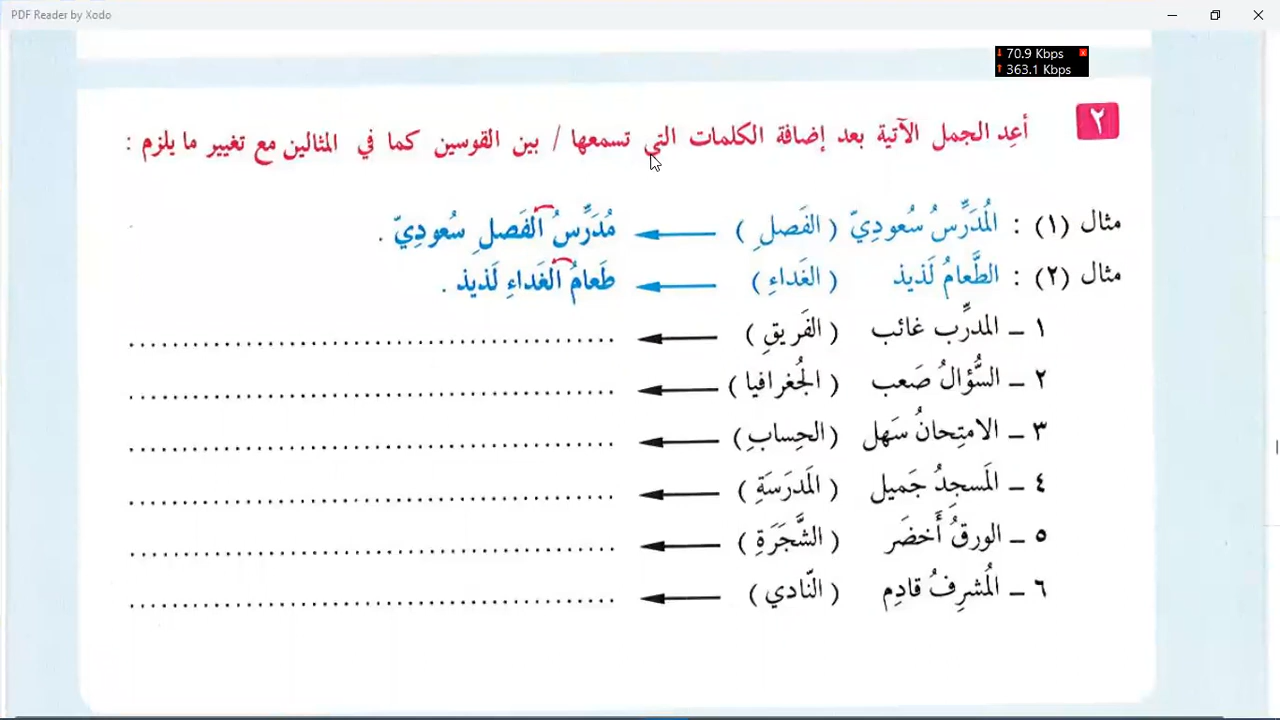 PDF Reader by Xodo
70.9 Kbps
363.1 Kbps
٢ أعِد الجمل الآتية بعد إضافة الكلمات التي تسمعها / بين القوسين كما في المثالين مع تغيير ما يلزم :
مثال (١) : المُدَرِّسُ سُعودِيّ ( الفَصلِ ) ← مُدَرِّسُ الفَصلِ سُعودِيّ .
مثال (٢) : الطَّعامُ لَذيذ ( الغَداءِ ) ← طَعامُ الغَداءِ لَذيذ .
١ ـ المدرِّب غائب ( الفَريقِ ) ← ........................
٢ ـ السُّؤالُ صَعب ( الجُغرافيا ) ← ........................
٣ ـ الامتِحانُ سَهل ( الحِسابِ ) ← ........................
٤ ـ المَسجِدُ جَميل ( المَدرَسَةِ ) ← ........................
٥ ـ الورقُ أَخضَر ( الشَّجَرَةِ ) ← ........................
٦ ـ المُشرِفُ قادِم ( النّادي ) ← ........................